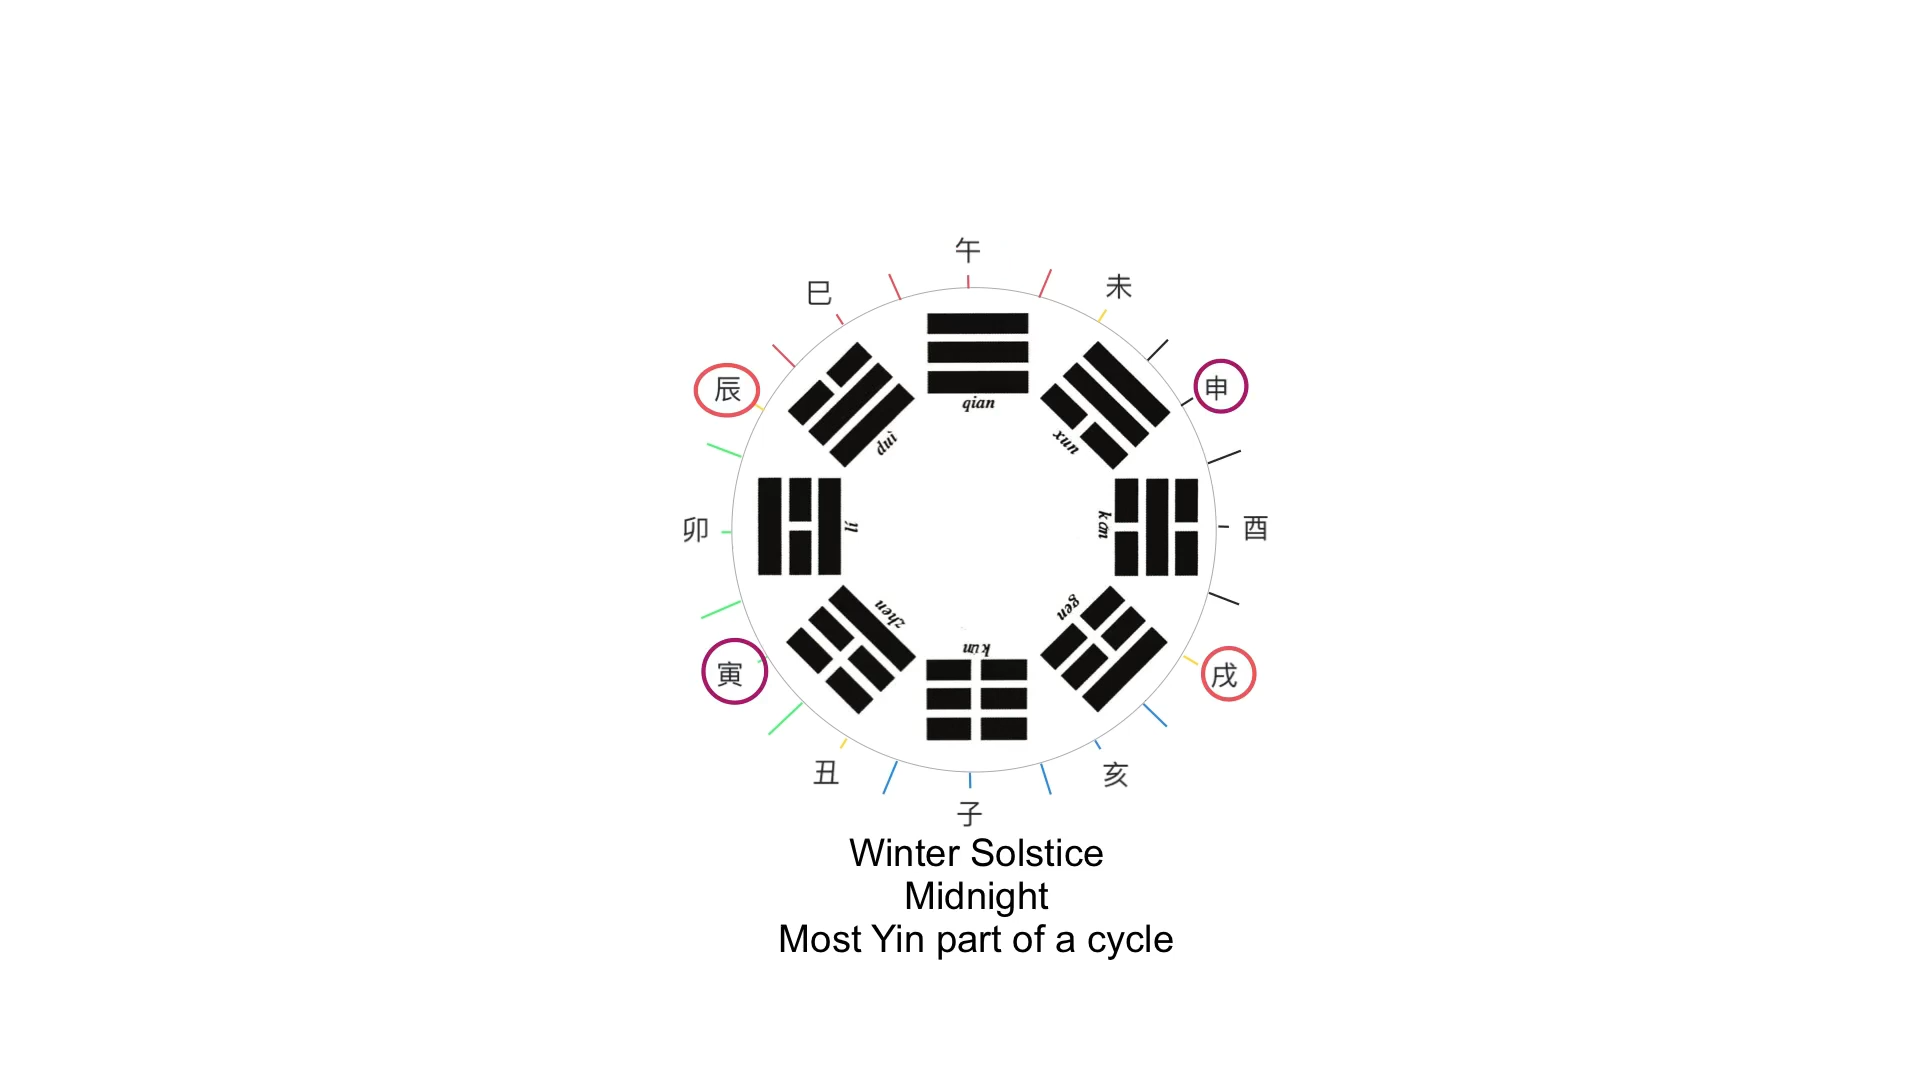 午
巳
未
辰
申
qian
dui
xun
卯
li
kan
酉
zhen
gen
寅
kun
戌
丑
亥
子
Winter Solstice
Midnight
Most Yin part of a cycle